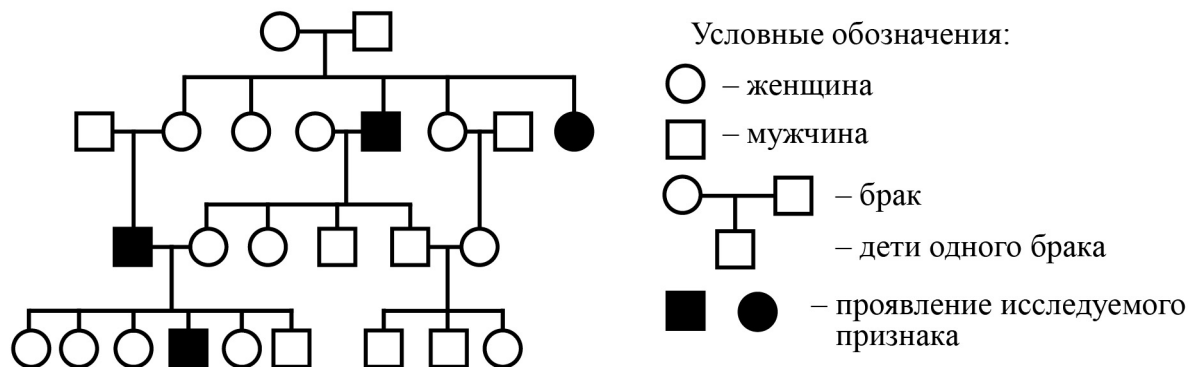 Условные обозначения:
– женщина
– мужчина
– брак
– дети одного брака
– проявление исследуемого
признака